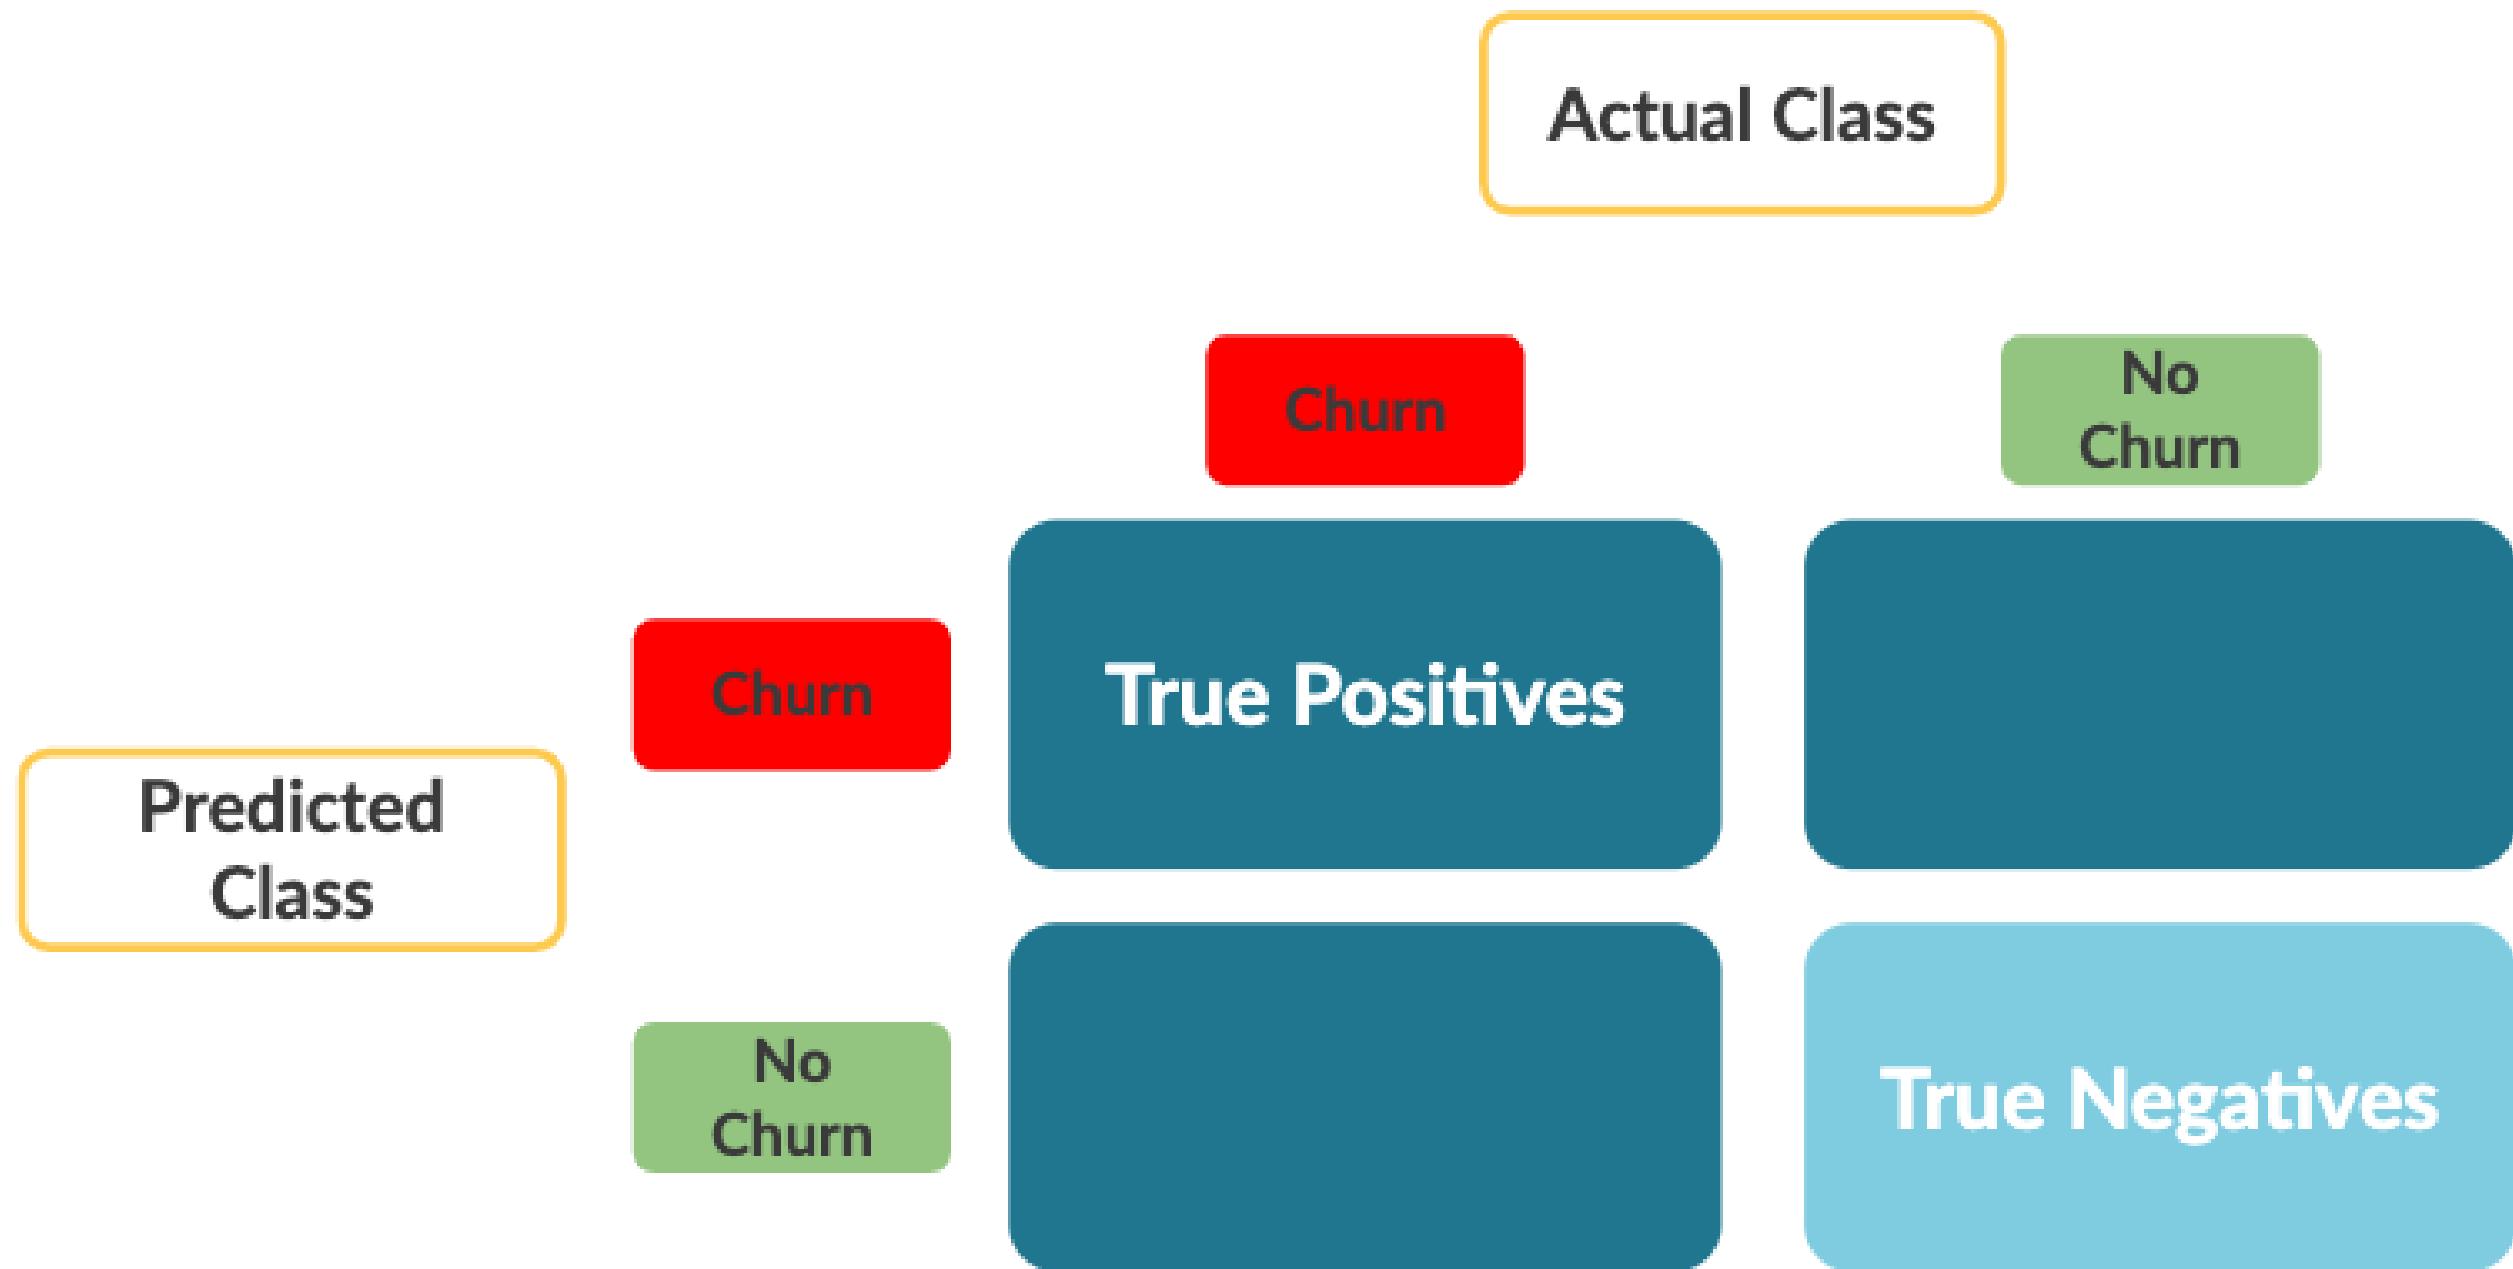 Actual Class
Churn
No
Churn
Churn
True Positives
Predicted
Class
No
Churn
True Negatives